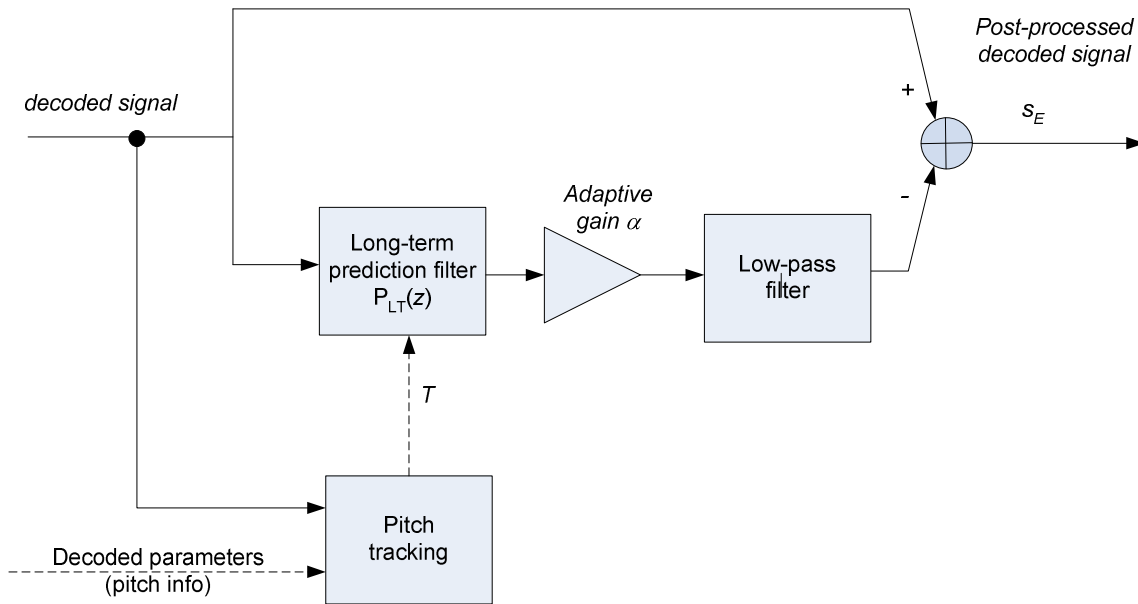 Post-processed
decoded signal
decoded signal
+
s_E
-
Adaptive
gain α
Long-term
prediction filter
P_LT(z)
Low-pass
filter
T
Pitch
tracking
Decoded parameters
(pitch info)